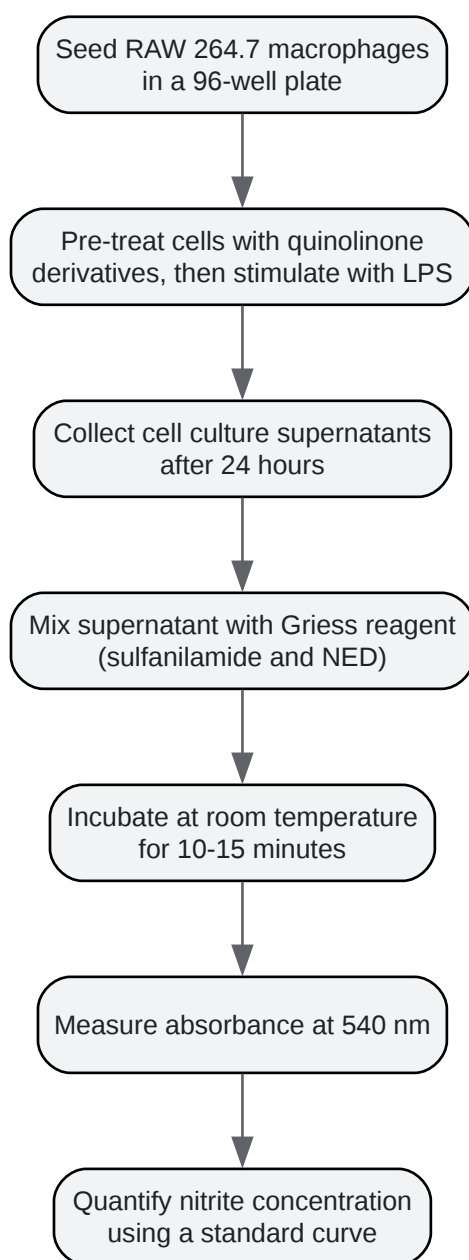 Seed RAW 264.7 macrophages
in a 96-well plate
Pre-treat cells with quinolinone
derivatives, then stimulate with LPS
Collect cell culture supernatants
after 24 hours
Mix supernatant with Griess reagent
(sulfanilamide and NED)
Incubate at room temperature
for 10-15 minutes
Measure absorbance at 540 nm
Quantify nitrite concentration
using a standard curve